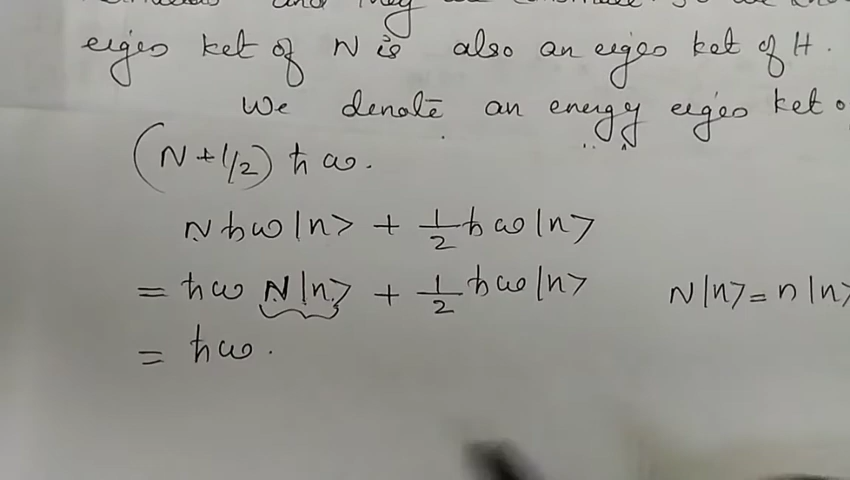 eigen ket of N is also an eigen ket of H.
We denote an energy eigen ket
(N + 1/2) ħω.
Nħω|n> + 1/2 ħω|n>
= ħω N|n> + 1/2 ħω|n> N|n> = n|n>
= ħω.